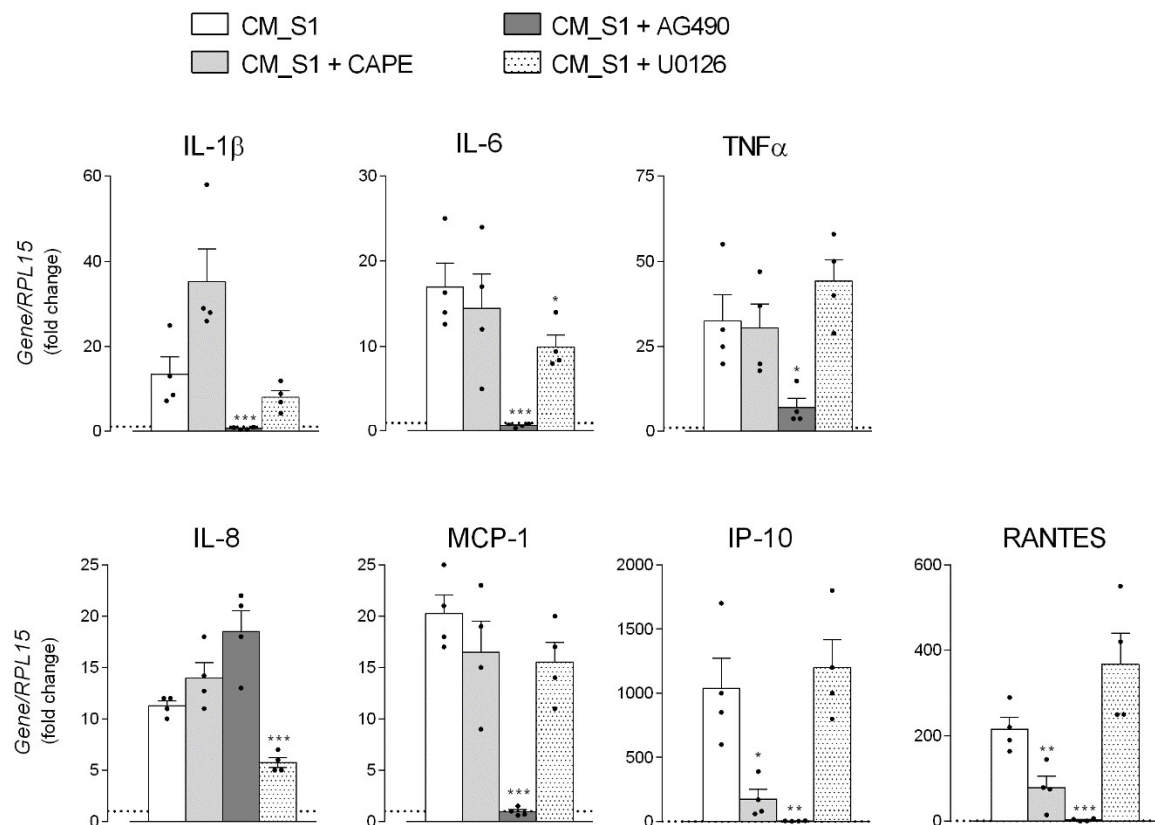 CM_S1
CM_S1 + AG490
CM_S1 + CAPE
CM_S1 + U0126
IL-1β
IL-6
TNFα
Gene/RPL15
(fold change)
60
40
20
0
***
30
20
10
0
***
*
75
50
25
0
*
IL-8
MCP-1
IP-10
RANTES
Gene/RPL15
(fold change)
25
20
15
10
5
0
***
25
20
15
10
5
0
***
2000
1500
1000
500
0
*
**
600
400
200
0
**
***